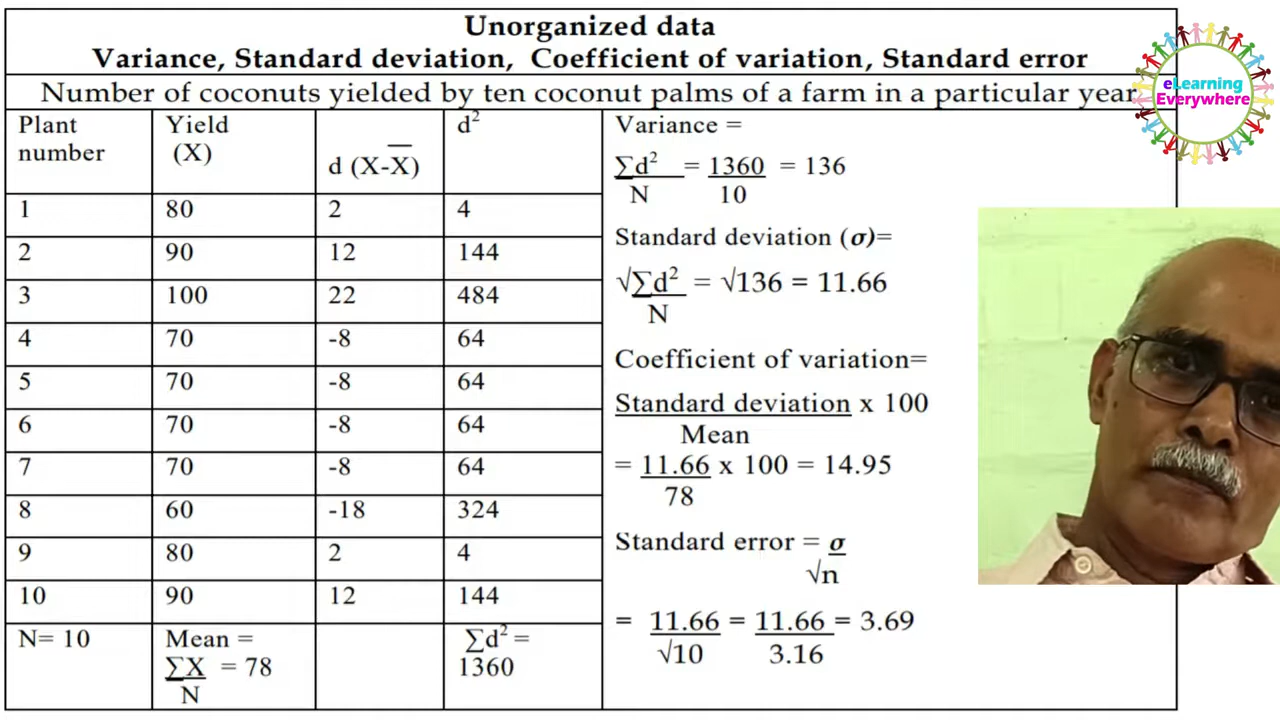 Unorganized data
Variance, Standard deviation, Coefficient of variation, Standard error
Number of coconuts yielded by ten coconut palms of a farm in a particular year
eLearning
Everywhere
Plant number | Yield (X) | d (X-X̅) | d²
1 | 80 | 2 | 4
2 | 90 | 12 | 144
3 | 100 | 22 | 484
4 | 70 | -8 | 64
5 | 70 | -8 | 64
6 | 70 | -8 | 64
7 | 70 | -8 | 64
8 | 60 | -18 | 324
9 | 80 | 2 | 4
10 | 90 | 12 | 144
N= 10 | Mean = ∑X/N = 78 | | ∑d² = 1360
Variance =
∑d²/N = 1360/10 = 136
Standard deviation (σ)=
√∑d²/N = √136 = 11.66
Coefficient of variation=
Standard deviation x 100
Mean
= 11.66/78 x 100 = 14.95
Standard error = σ/√n
= 11.66/√10 = 11.66/3.16 = 3.69